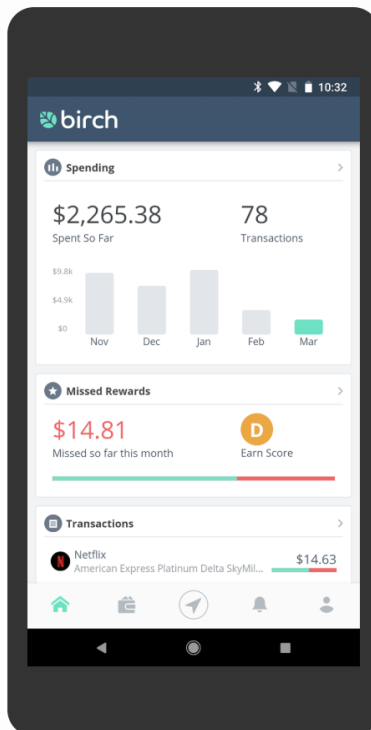 10:32
birch
Spending
$2,265.38 78
Spent So Far Transactions
$9.8k
$4.9k
$0
Nov Dec Jan Feb Mar
Missed Rewards
$14.81 D
Missed so far this month Earn Score
Transactions
Netflix $14.63
American Express Platinum Delta SkyMil...